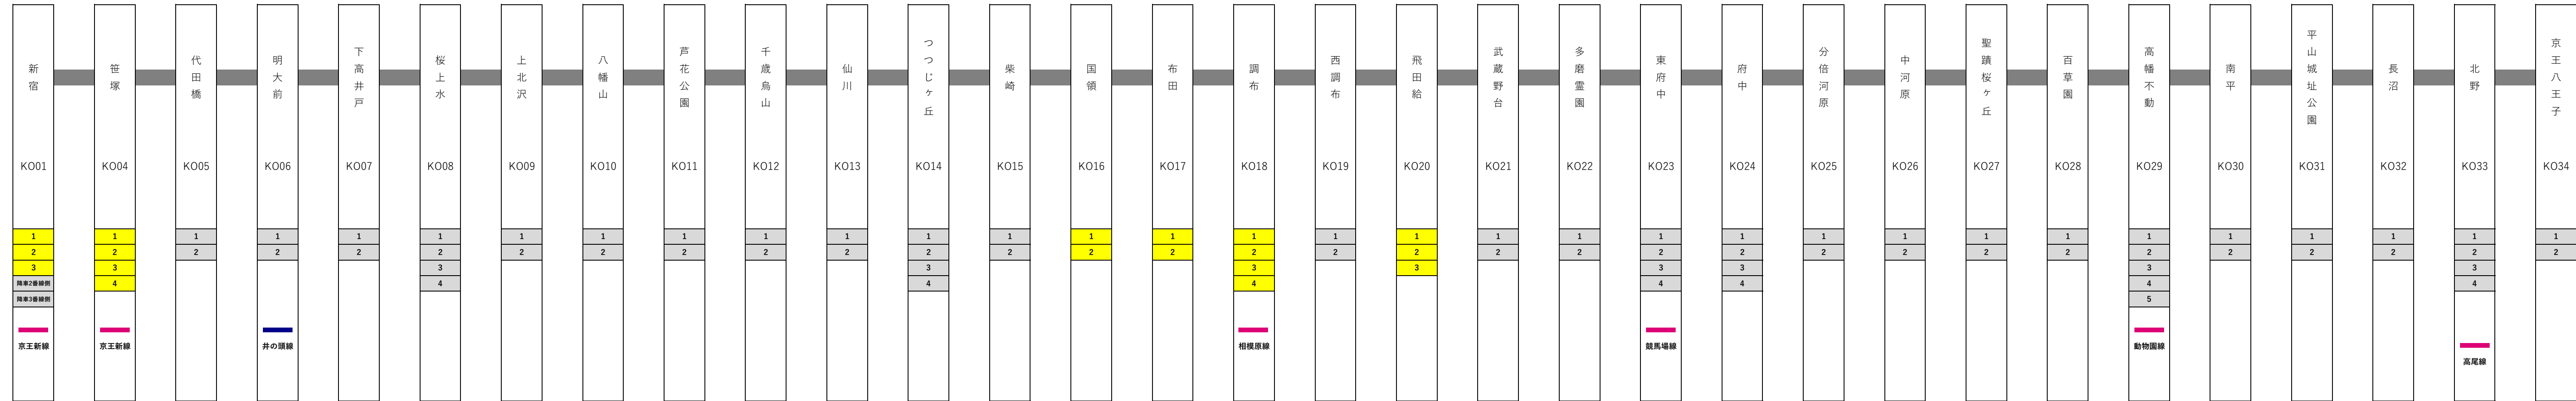 新宿
KO01
1
2
3
降車2番線側
降車3番線側
京王新線
笹塚
KO04
1
2
3
4
京王新線
代田橋
KO05
1
2
明大前
KO06
1
2
井の頭線
下高井戸
KO07
1
2
桜上水
KO08
1
2
3
4
上北沢
KO09
1
2
八幡山
KO10
1
2
芦花公園
KO11
1
2
千歳烏山
KO12
1
2
仙川
KO13
1
2
つつじヶ丘
KO14
1
2
3
4
柴崎
KO15
1
2
国領
KO16
1
2
布田
KO17
1
2
調布
KO18
1
2
3
4
相模原線
西調布
KO19
1
2
飛田給
KO20
1
2
3
武蔵野台
KO21
1
2
多磨霊園
KO22
1
2
東府中
KO23
1
2
3
4
競馬場線
府中
KO24
1
2
3
4
分倍河原
KO25
1
2
中河原
KO26
1
2
聖蹟桜ヶ丘
KO27
1
2
百草園
KO28
1
2
高幡不動
KO29
1
2
3
4
5
動物園線
南平
KO30
1
2
平山城址公園
KO31
1
2
長沼
KO32
1
2
北野
KO33
1
2
3
4
高尾線
京王八王子
KO34
1
2